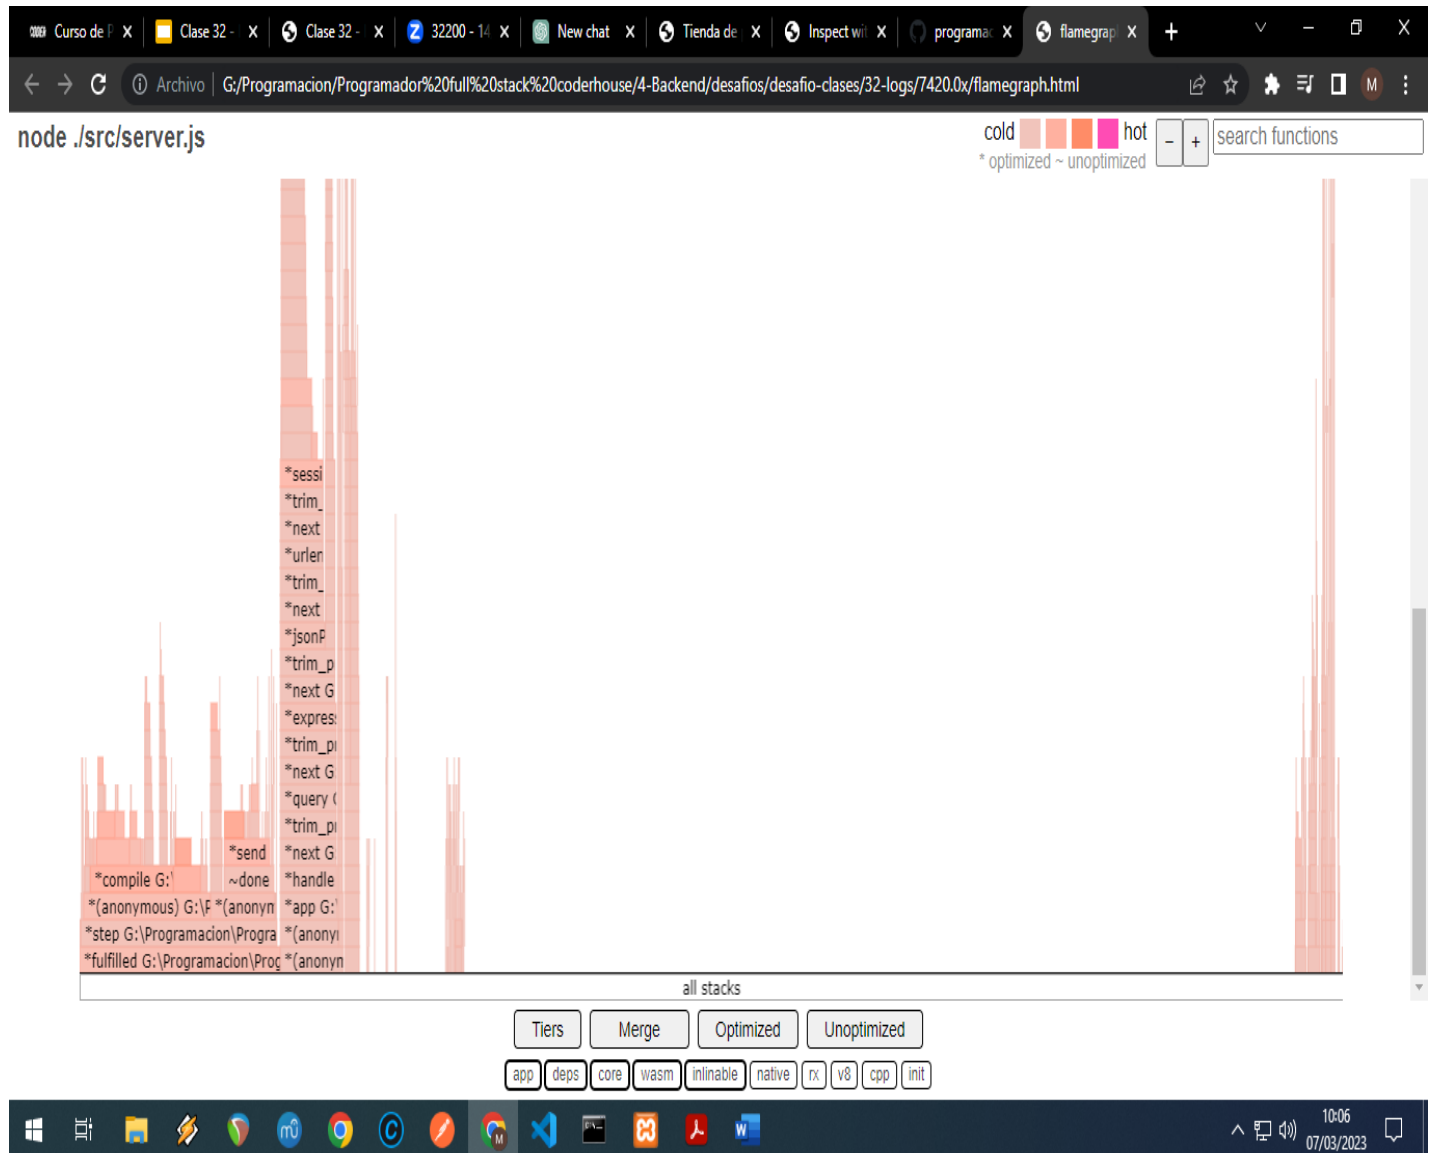 Curso de P
Clase 32 -
Clase 32 -
32200 - 14
New chat
Tienda de
Inspect wit
programac
flamegrap
Archivo | G:/Programacion/Programador%20full%20stack%20coderhouse/4-Backend/desafios/desafio-clases/32-logs/7420.0x/flamegraph.html
M
node ./src/server.js
cold hot
* optimized ~ unoptimized
− +
search functions
*sessi
*trim_
*next
*urlen
*trim_
*next
*jsonP
*trim_p
*next G
*expres
*trim_p
*next G
*query
*trim_p
*send *next G
*compile G:\ ~done *handle
*(anonymous) G:\P *(anonym *app G:
*step G:\Programacion\Progra *(anony
*fulfilled G:\Programacion\Prog *(anonyn
all stacks
Tiers Merge Optimized Unoptimized
app deps core wasm inlinable native rx v8 cpp init
10:06
07/03/2023